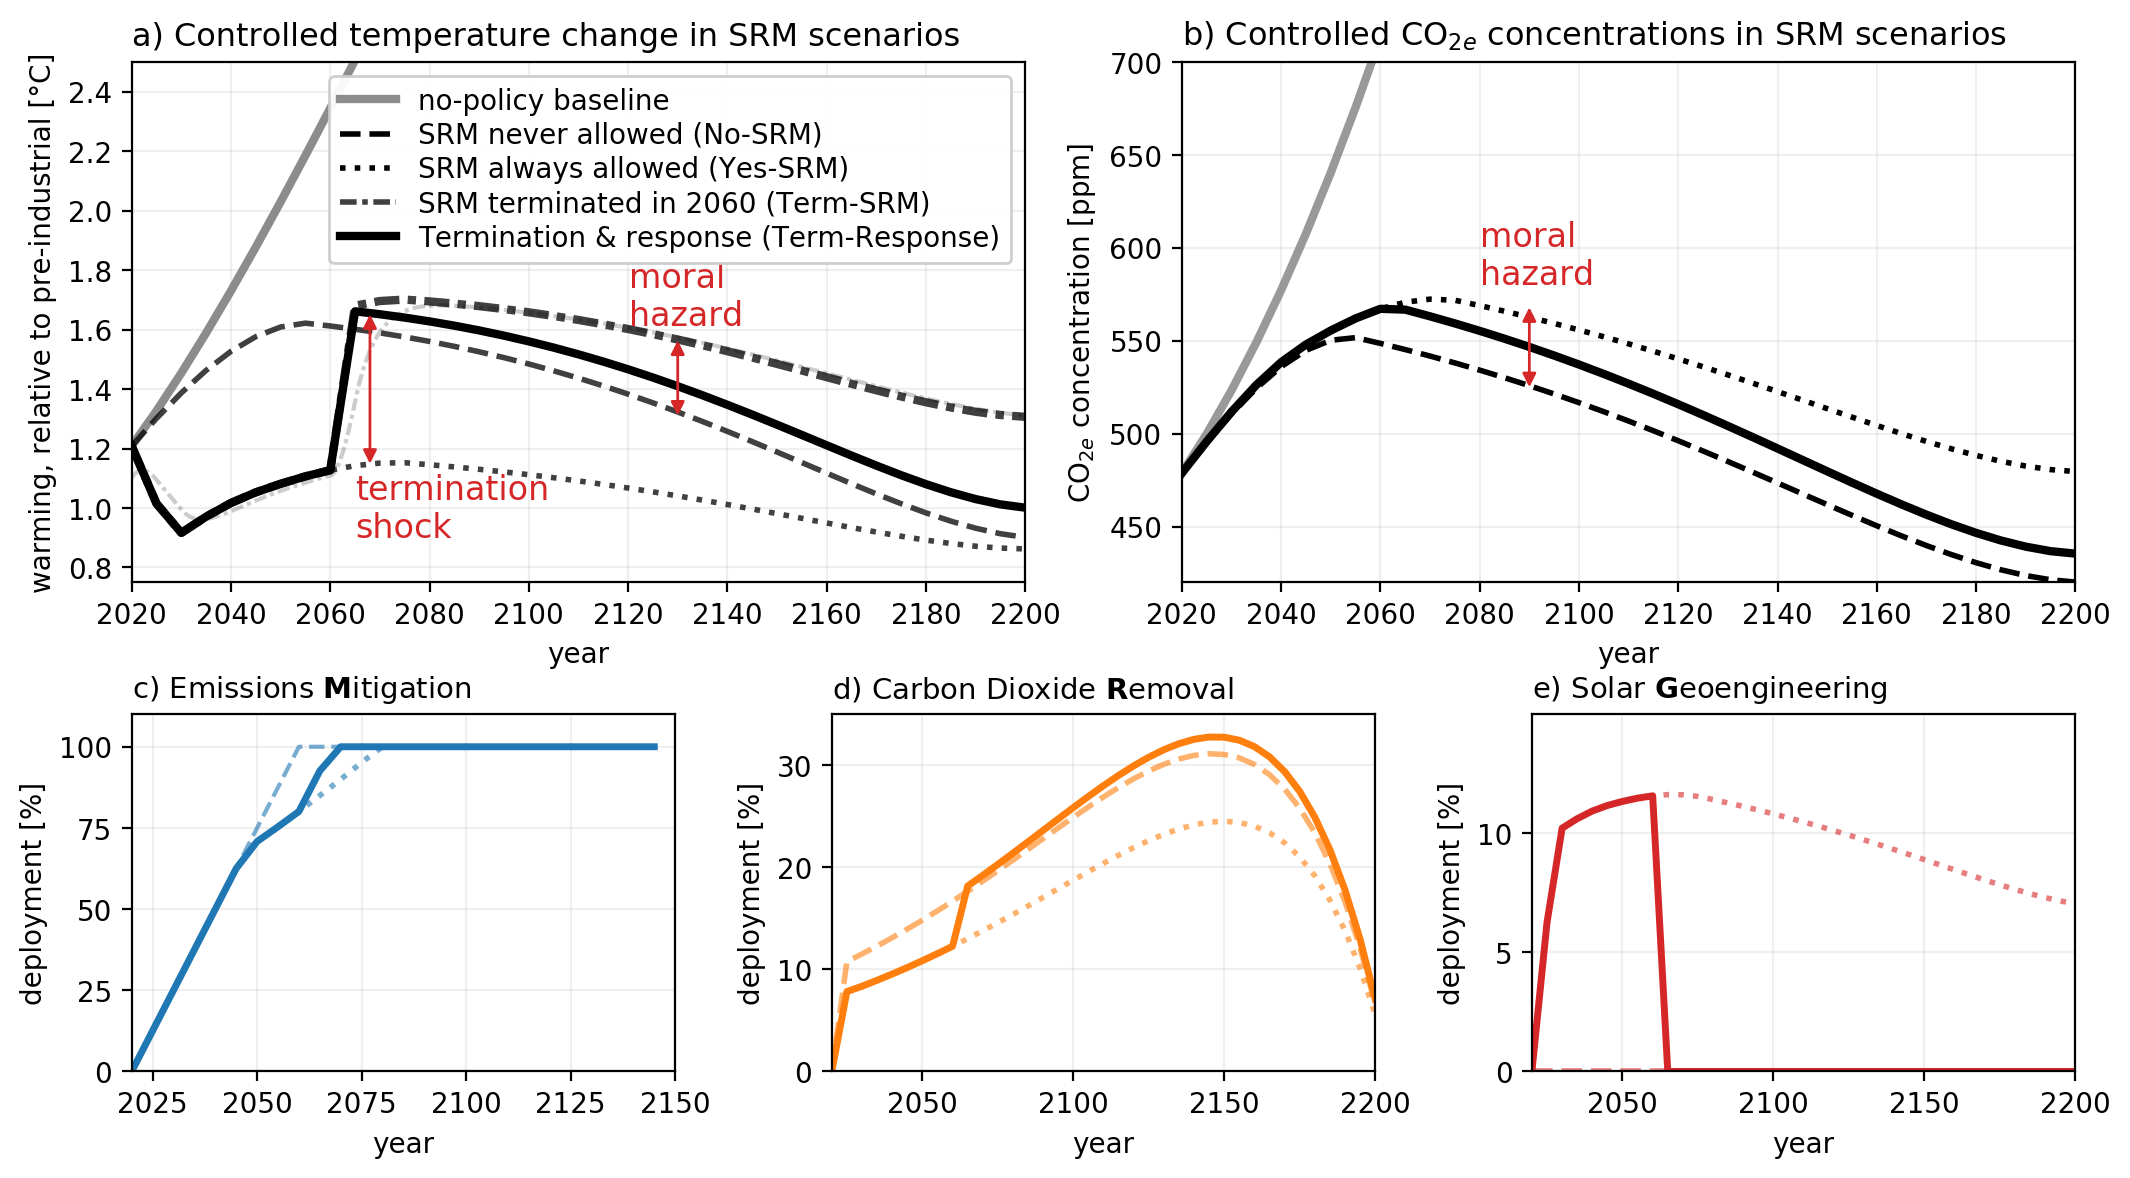 a) Controlled temperature change in SRM scenarios
warming, relative to pre-industrial [°C]
2.4
2.2
2.0
1.8
1.6
1.4
1.2
1.0
0.8
no-policy baseline
SRM never allowed (No-SRM)
SRM always allowed (Yes-SRM)
SRM terminated in 2060 (Term-SRM)
Termination & response (Term-Response)
moral
hazard
termination
shock
2020 2040 2060 2080 2100 2120 2140 2160 2180 2200
year
b) Controlled CO2e concentrations in SRM scenarios
CO2e concentration [ppm]
700
650
600
550
500
450
moral
hazard
2020 2040 2060 2080 2100 2120 2140 2160 2180 2200
year
c) Emissions Mitigation
deployment [%]
100
75
50
25
0
2025 2050 2075 2100 2125 2150
year
d) Carbon Dioxide Removal
deployment [%]
30
20
10
0
2050 2100 2150 2200
year
e) Solar Geoengineering
deployment [%]
10
5
0
2050 2100 2150 2200
year